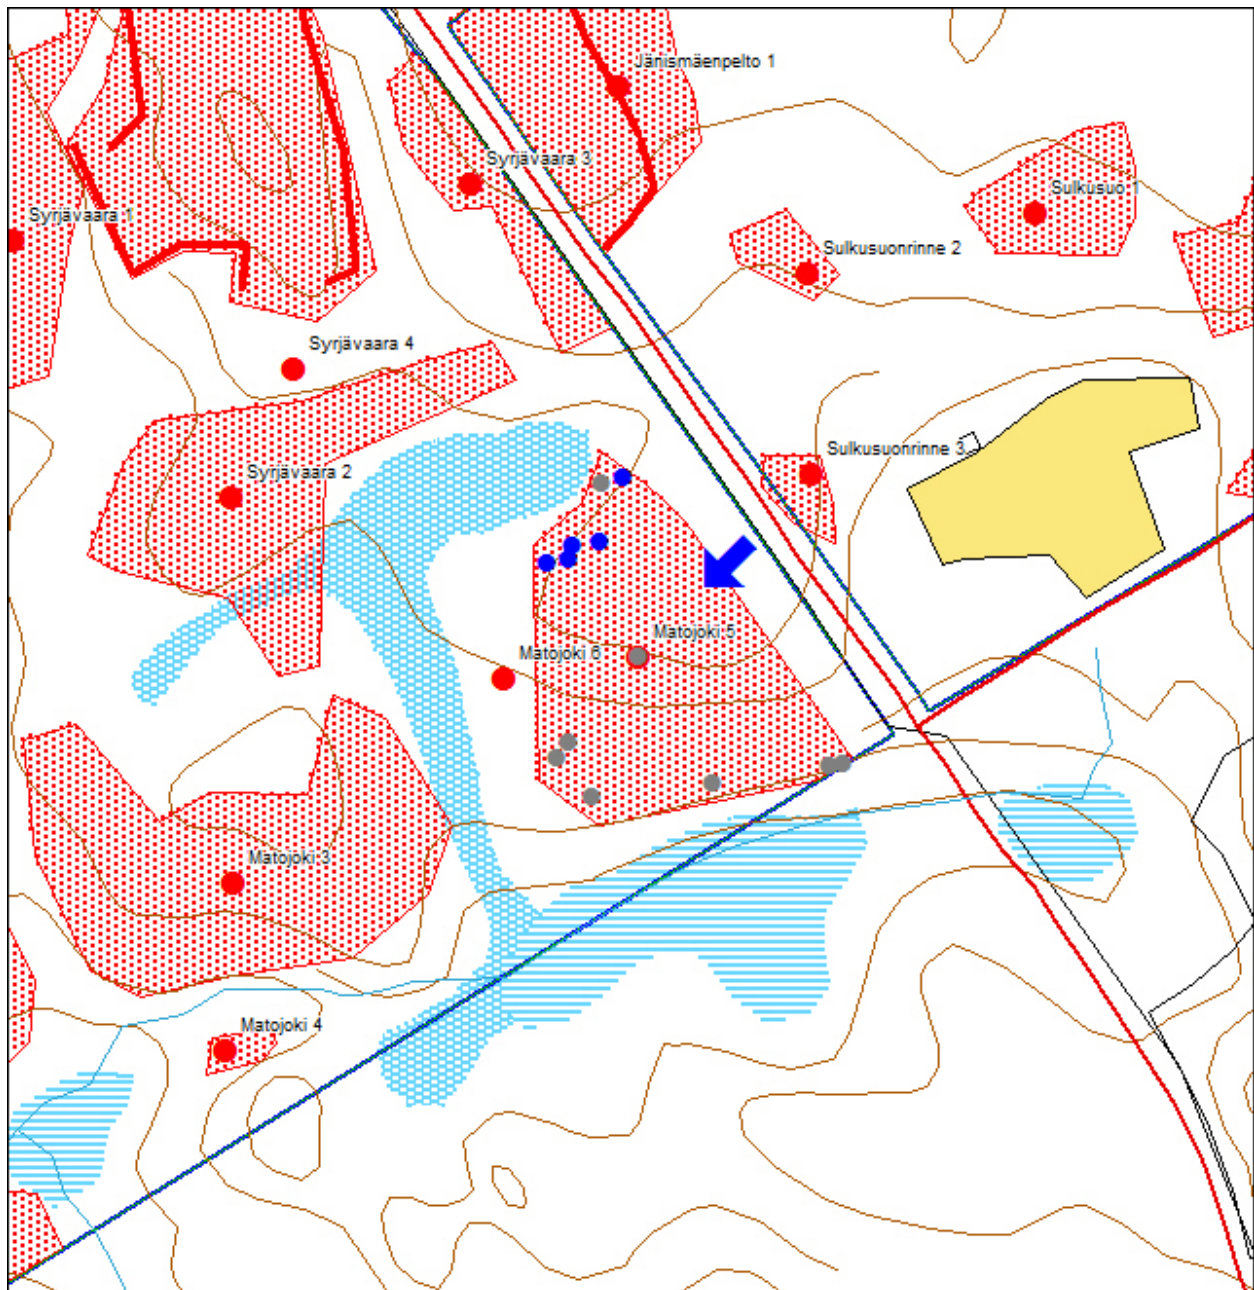 Jänismäenpelto 1
Syrjävaara 3
Sulkusuo 1
Syrjävaara 1
Sulkusuonrinne 2
Syrjävaara 4
Sulkusuonrinne 3
Syrjävaara 2
Matojoki 5
Matojoki 6
Matojoki 3
Matojoki 4